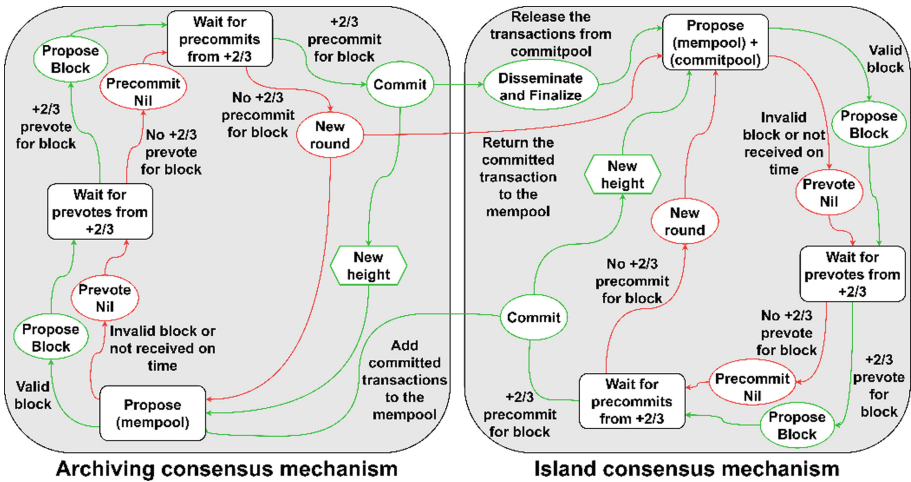 Wait for
precommits
from +2/3
+2/3
precommit
for block
Propose
Block
Precommit
Nil
Commit
+2/3
prevote
for block
No +2/3
prevote
for block
No +2/3
precommit
for block
New
round
Wait for
prevotes from
+2/3
New
height
Prevote
Nil
Propose
Block
Invalid block or
not received on
time
Valid
block
Propose
(mempool)
Add
committed
transactions
to the
mempool
Archiving consensus mechanism
Release the
transactions from
commitpool
Disseminate
and Finalize
Propose
(mempool) +
(commitpool)
Valid
block
Propose
Block
Invalid
block or not
received on
time
Return the
committed
transaction
to the
mempool
New
height
Prevote
Nil
New
round
Wait for
prevotes from
+2/3
No +2/3
precommit
for block
Commit
No +2/3
prevote
for block
+2/3
prevote
for
block
Precommit
Nil
Wait for
precommits
from +2/3
+2/3
precommit
for block
Propose
Block
Island consensus mechanism